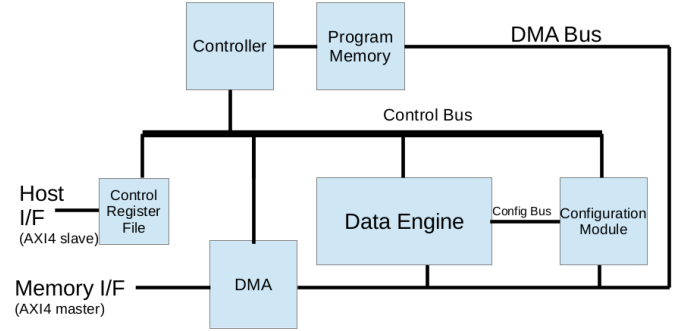 Controller
Program
Memory
DMA Bus
Control Bus
Host
I/F
(AXI4 slave)
Control
Register
File
Data Engine
Config Bus
Configuration
Module
Memory I/F
(AXI4 master)
DMA